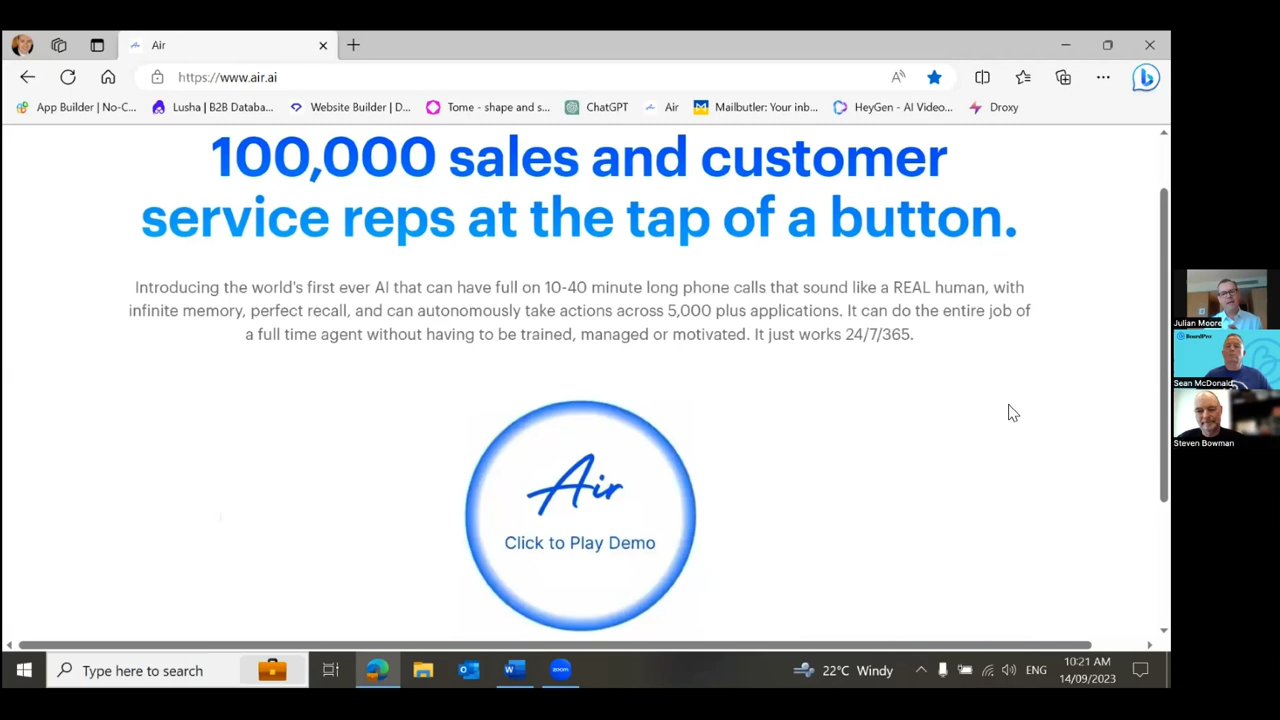 Air
https://www.air.ai
App Builder | No-C...
Lusha | B2B Databa...
Website Builder | D...
Tome - shape and s...
ChatGPT
Air
Mailbutler: Your inb...
HeyGen - AI Video...
Droxy
100,000 sales and customer
service reps at the tap of a button.
Introducing the world's first ever AI that can have full on 10-40 minute long phone calls that sound like a REAL human, with
infinite memory, perfect recall, and can autonomously take actions across 5,000 plus applications. It can do the entire job of
a full time agent without having to be trained, managed or motivated. It just works 24/7/365.
Air
Click to Play Demo
Julian Moore
BoardPro
Sean McDonald
Steven Bowman
Type here to search
zoom
22°C Windy
ENG
10:21 AM
14/09/2023